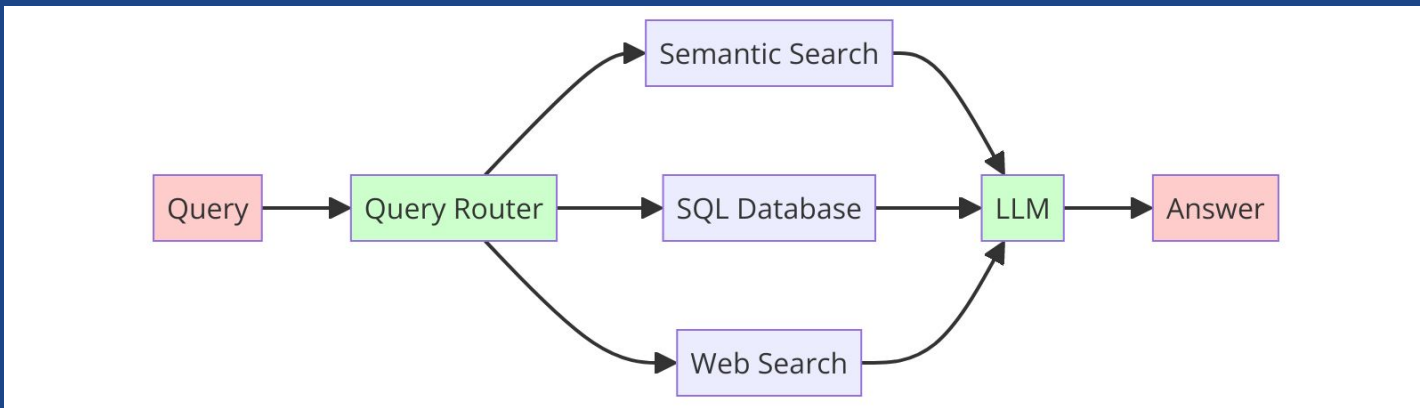 Semantic Search
Query
Query Router
SQL Database
LLM
Answer
Web Search